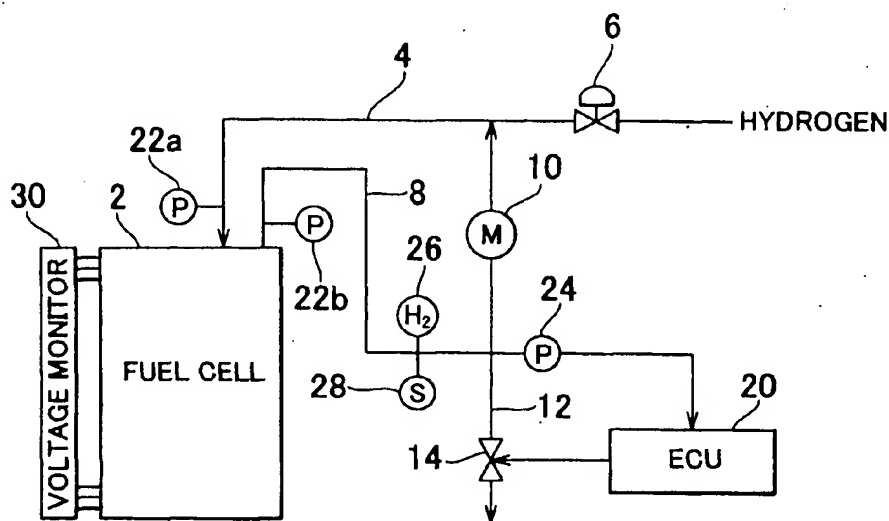 6
4
HYDROGEN
22a
P
10
30
2
8
P
M
26
22b
24
H₂
P
VOLTAGE MONITOR
FUEL CELL
28
S
12
20
14
ECU